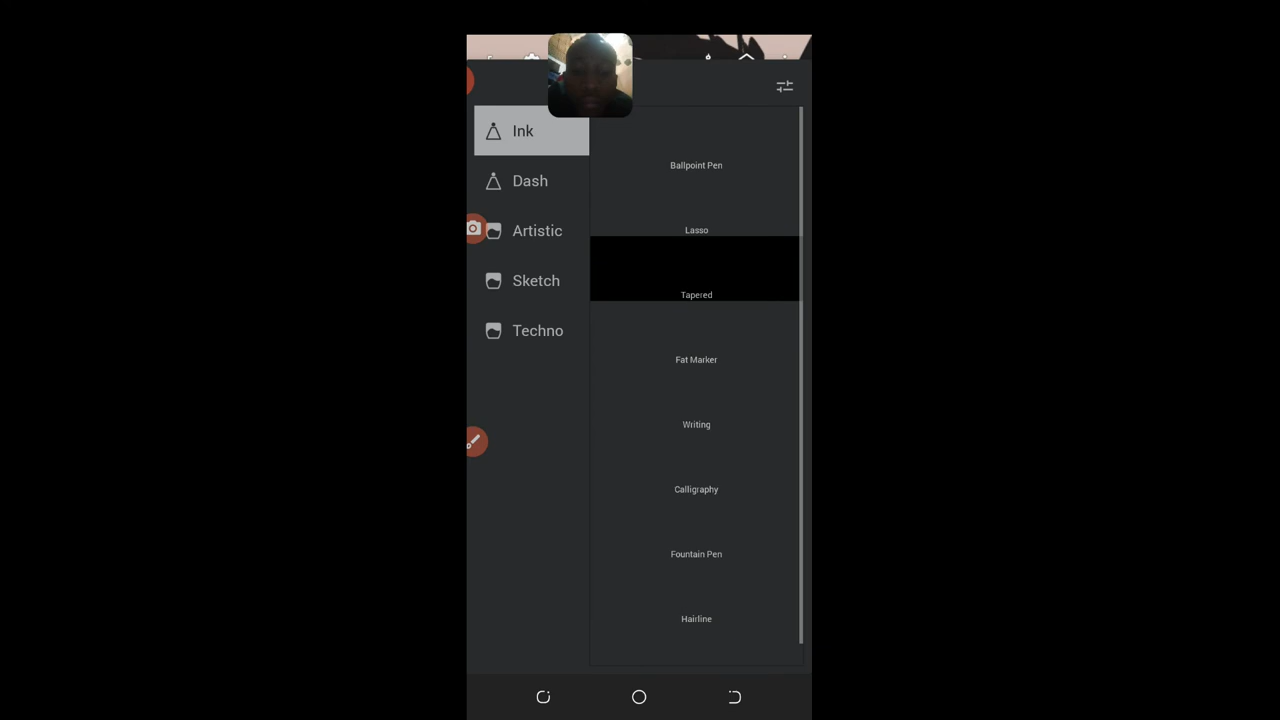 Ink
Dash
Artistic
Sketch
Techno
Ballpoint Pen
Lasso
Tapered
Fat Marker
Writing
Calligraphy
Fountain Pen
Hairline